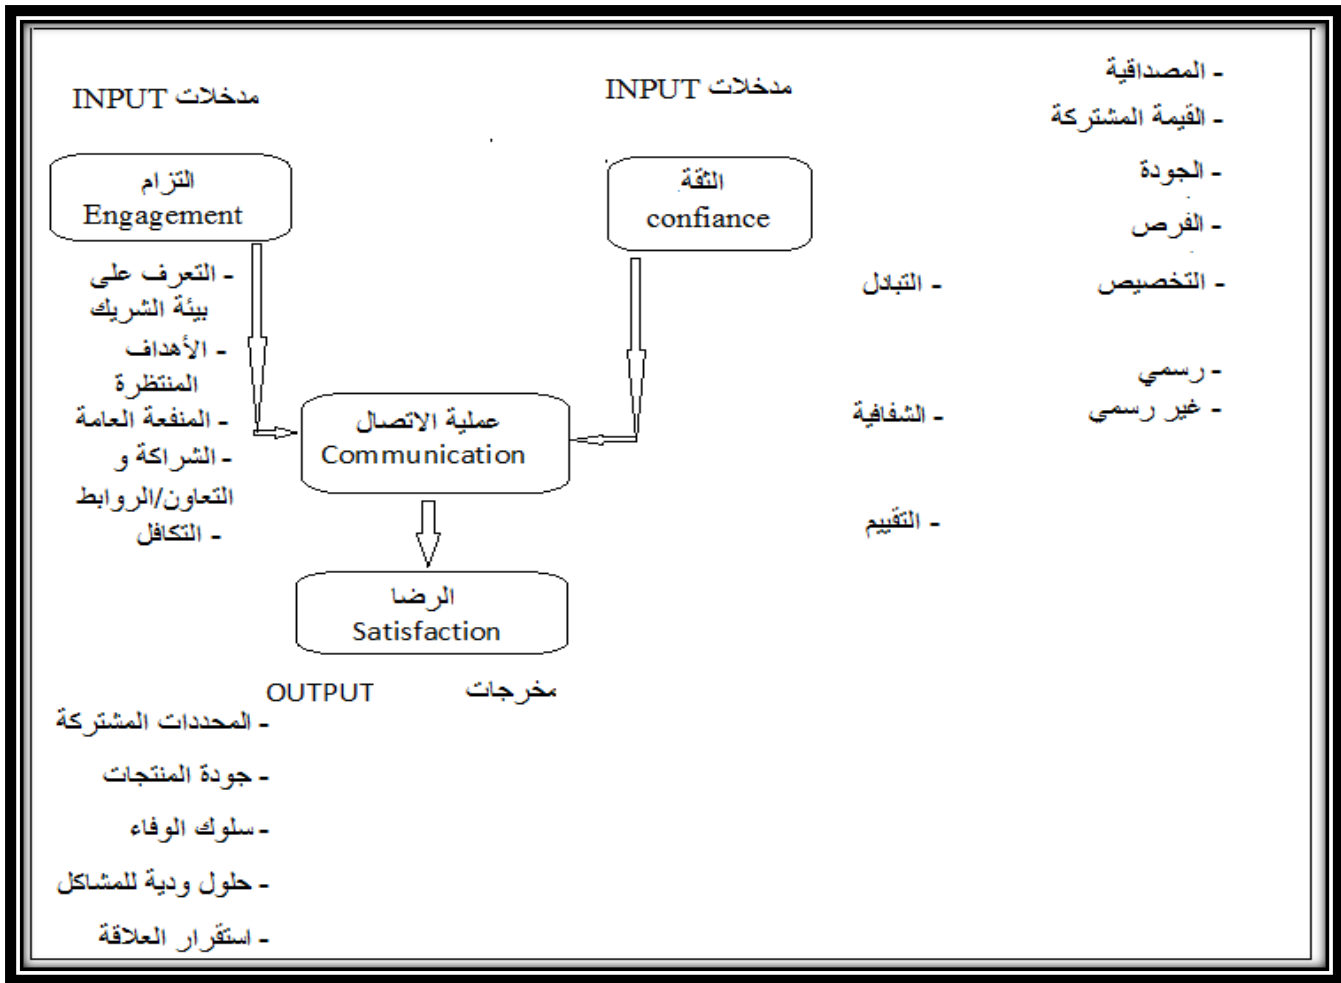 - المصداقية
- القيمة المشتركة
- الجودة
- الفرص
- التخصيص
- رسمي
- غير رسمي
- التبادل
- الشفافية
- التقييم
مدخلات INPUT
الثقة
confiance
مدخلات INPUT
التزام
Engagement
- التعرف على
بيئة الشريك
- الأهداف
المنتظرة
- المنفعة العامة
- الشراكة و
التعاون/الروابط
- التكافل
عملية الاتصال
Communication
الرضا
Satisfaction
مخرجات OUTPUT
- المحددات المشتركة
- جودة المنتجات
- سلوك الوفاء
- حلول ودية للمشاكل
- استقرار العلاقة